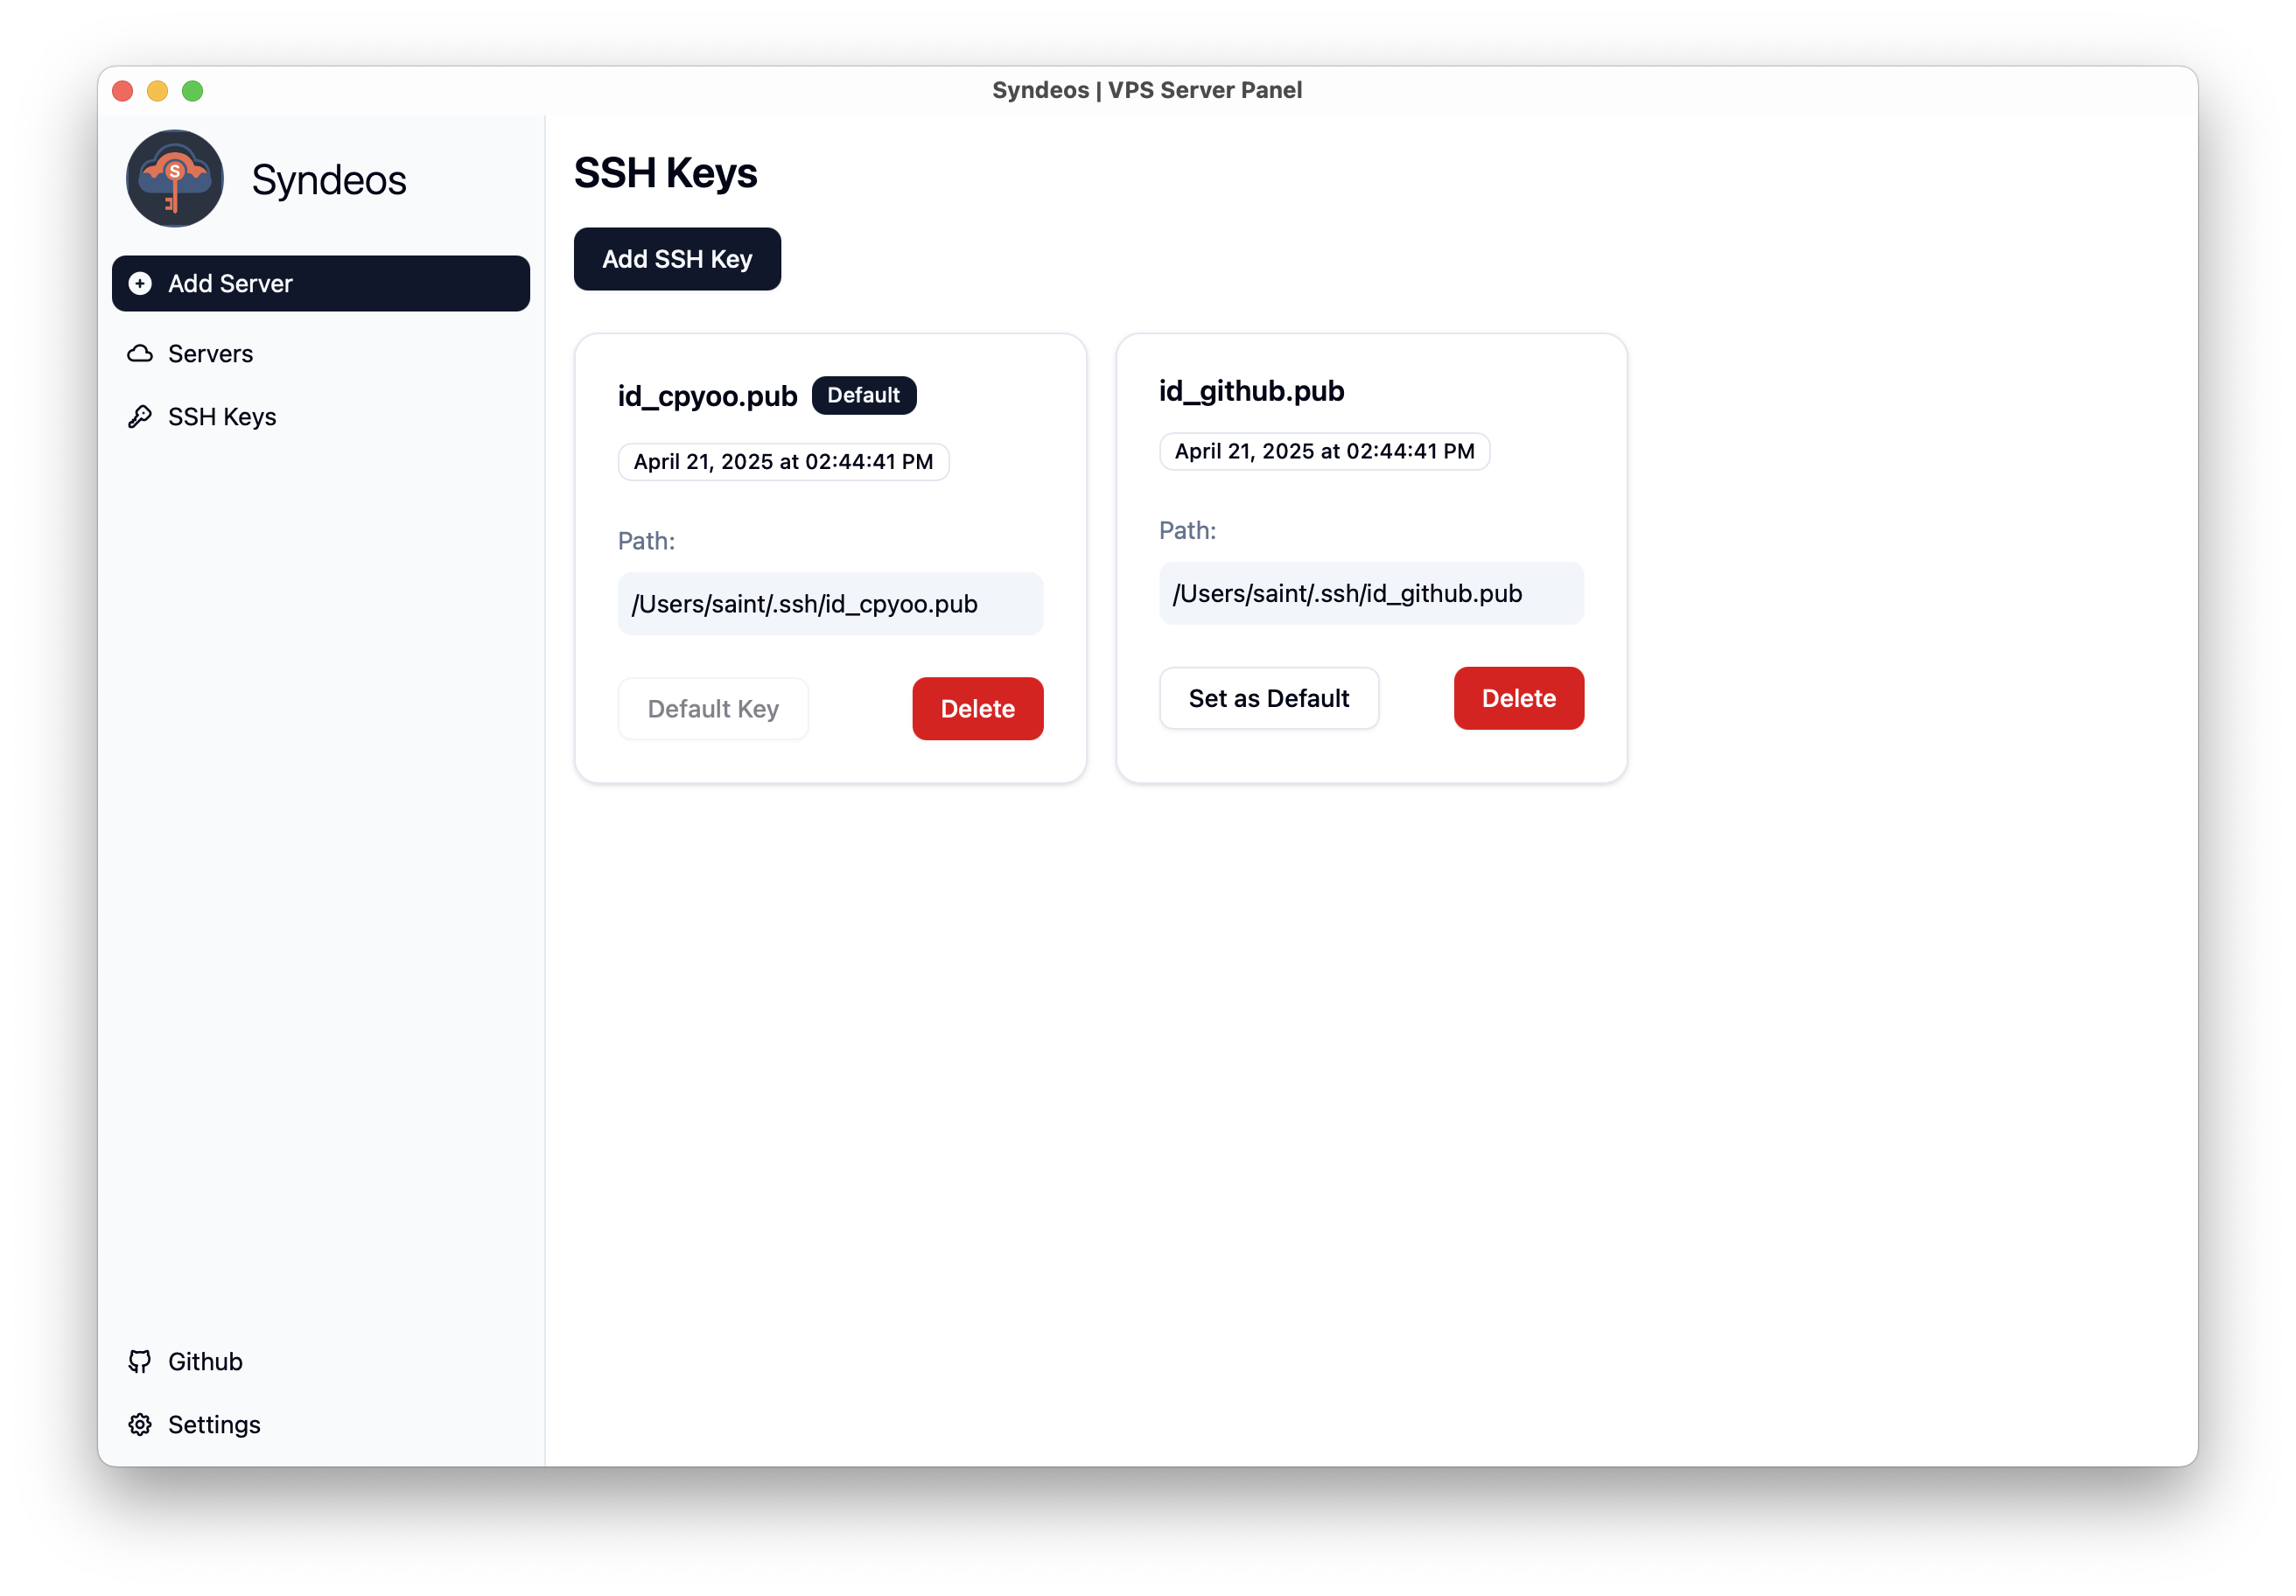 Syndeos | VPS Server Panel
S
Syndeos
Add Server
Servers
SSH Keys
Github
Settings
SSH Keys
Add SSH Key
id_cpyoo.pub Default
April 21, 2025 at 02:44:41 PM
Path:
/Users/saint/.ssh/id_cpyoo.pub
Default Key Delete
id_github.pub
April 21, 2025 at 02:44:41 PM
Path:
/Users/saint/.ssh/id_github.pub
Set as Default Delete